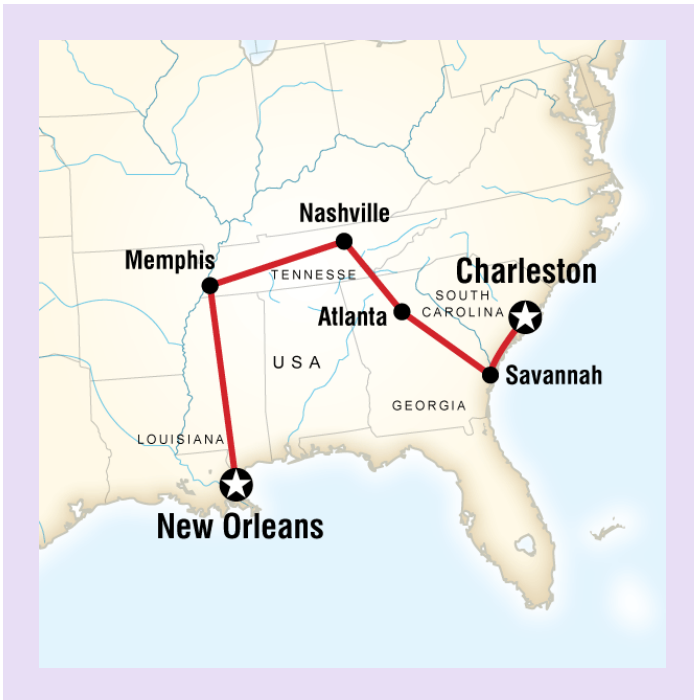 Nashville
Memphis
TENNESSE
Charleston
SOUTH
CAROLINA
Atlanta
USA
Savannah
GEORGIA
LOUISIANA
New Orleans